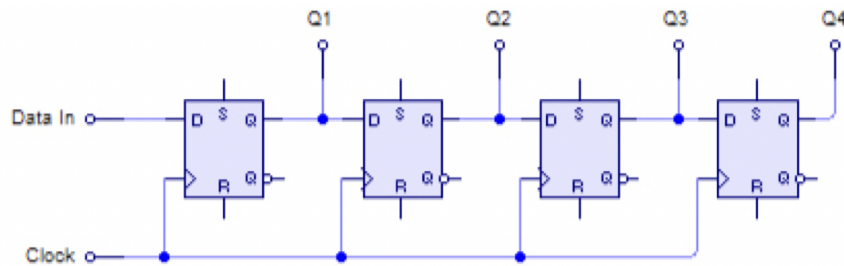 Q1 Q2 Q3 Q4
Data In D S Q D S Q D S Q D S Q
R Q R Q R Q R Q
Clock